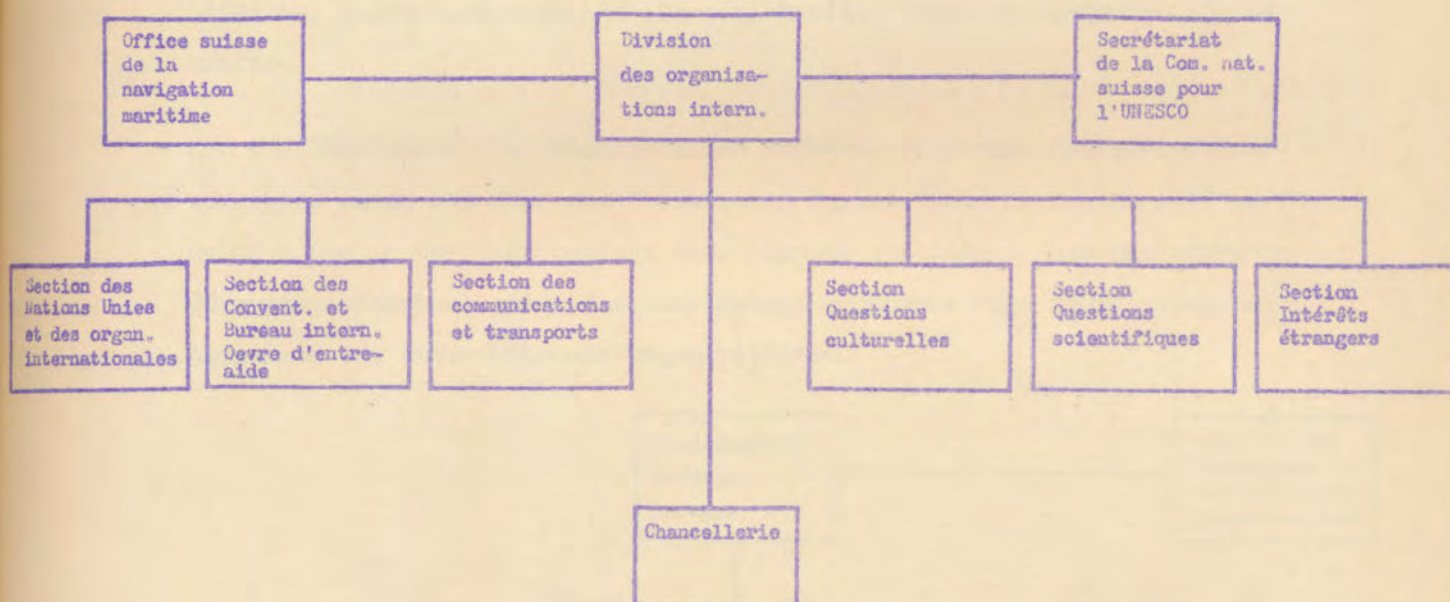 Office suisse
de la
navigation
maritime
Division
des organisa-
tions intern.
Secrétariat
de la Com. nat.
suisse pour
l'UNESCO
Section des
Nations Unies
et des organ.
internationales
Section des
Convent. et
Bureau intern.
Oevre d'entre-
aide
Section des
communications
et transports
Section
Questions
culturelles
Section
Questions
scientifiques
Section
Intérêts
étrangers
Chancellerie